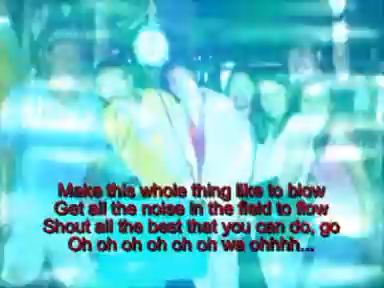 Make this whole thing like to blow
Get all the noise in the field to flow
Shout all the best that you can do, go
Oh oh oh oh oh oh wa ohhhh...